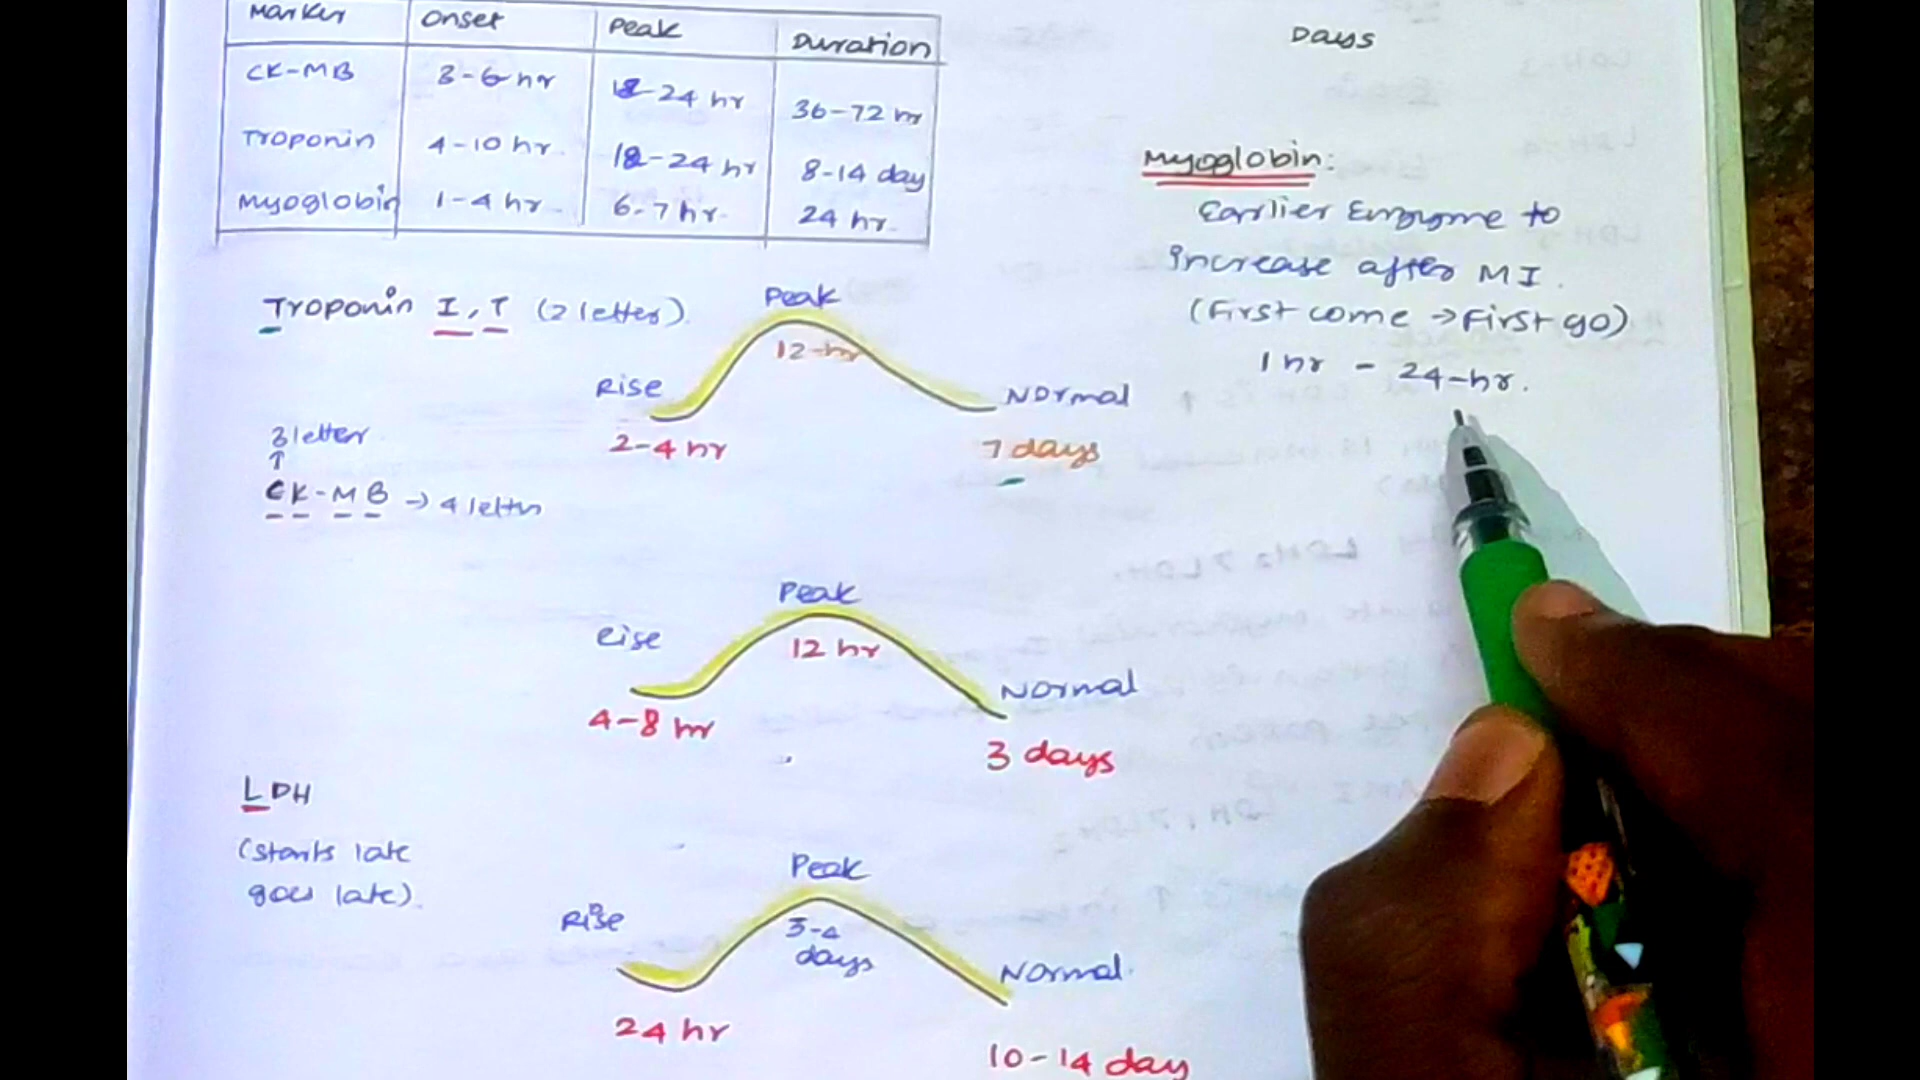 Marker Onset Peak Duration
CK-MB 3-6 hr 12-24 hr 36-72 hr
Troponin 4-10 hr 12-24 hr 8-14 day
Myoglobin 1-4 hr 6-7 hr 24 hr
Days
Myoglobin:
Earlier Enzyme to
increase after MI.
(First come → First go)
1 hr - 24-hr.
Troponin I, T (2 letter)
Peak
12-hr
Rise
Normal
2-4 hr
7 days
3 letter
↑
CK-MB → 4 letter
Peak
12 hr
Rise
Normal
4-8 hr
3 days
LDH
(starts late
goes late).
Peak
3-4
days
Rise
Normal.
24 hr
10-14 day